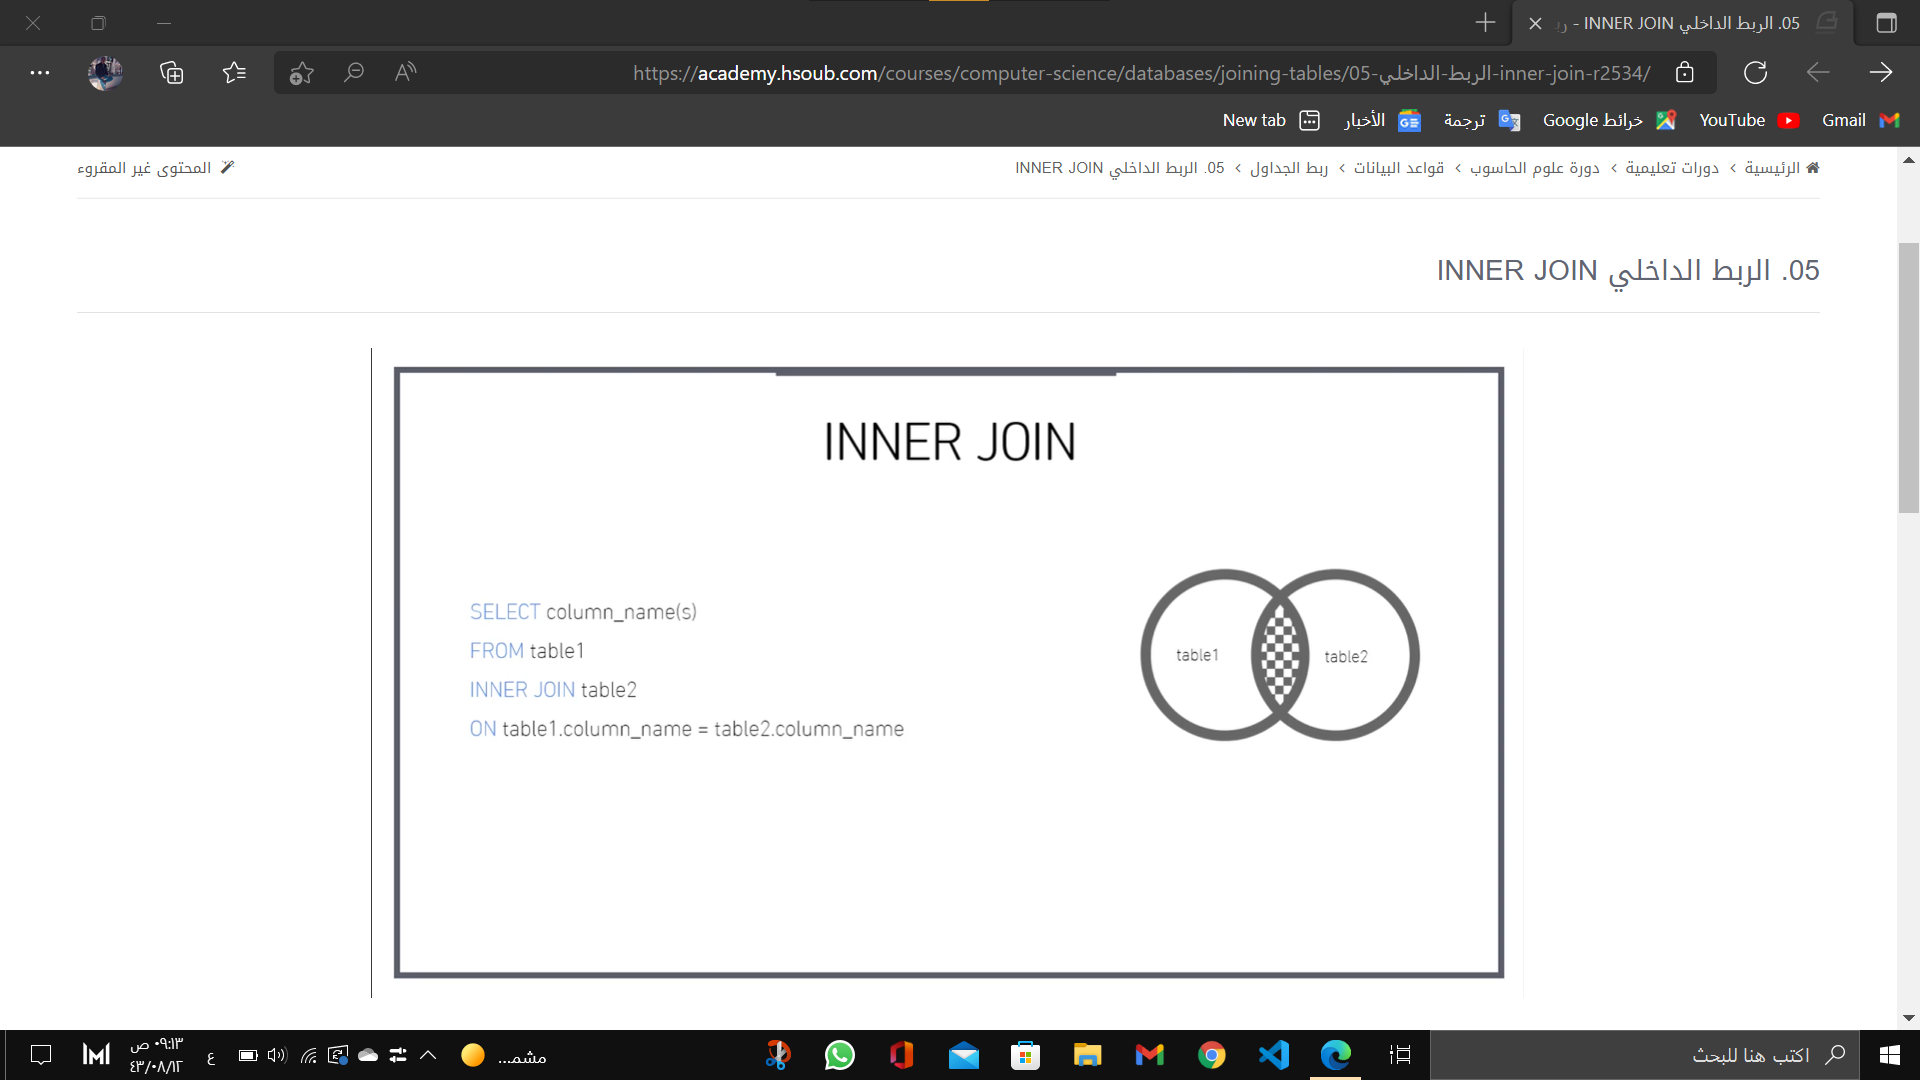 05. الربط الداخلي INNER JOIN - رب
https://academy.hsoub.com/courses/computer-science/databases/joining-tables/05-الربط-الداخلي-inner-join-r2534/
Gmail
YouTube
خرائط Google
ترجمة
الأخبار
New tab
الرئيسية › دورات تعليمية › دورة علوم الحاسوب › قواعد البيانات › ربط الجداول › 05. الربط الداخلي INNER JOIN
المحتوى غير المقروء
05. الربط الداخلي INNER JOIN
INNER JOIN
SELECT column_name(s)
FROM table1
INNER JOIN table2
ON table1.column_name = table2.column_name
table1
table2
اكتب هنا للبحث
مشمـ...
ع
٠٩:١٣ ص
٤٣/٠٨/١٢